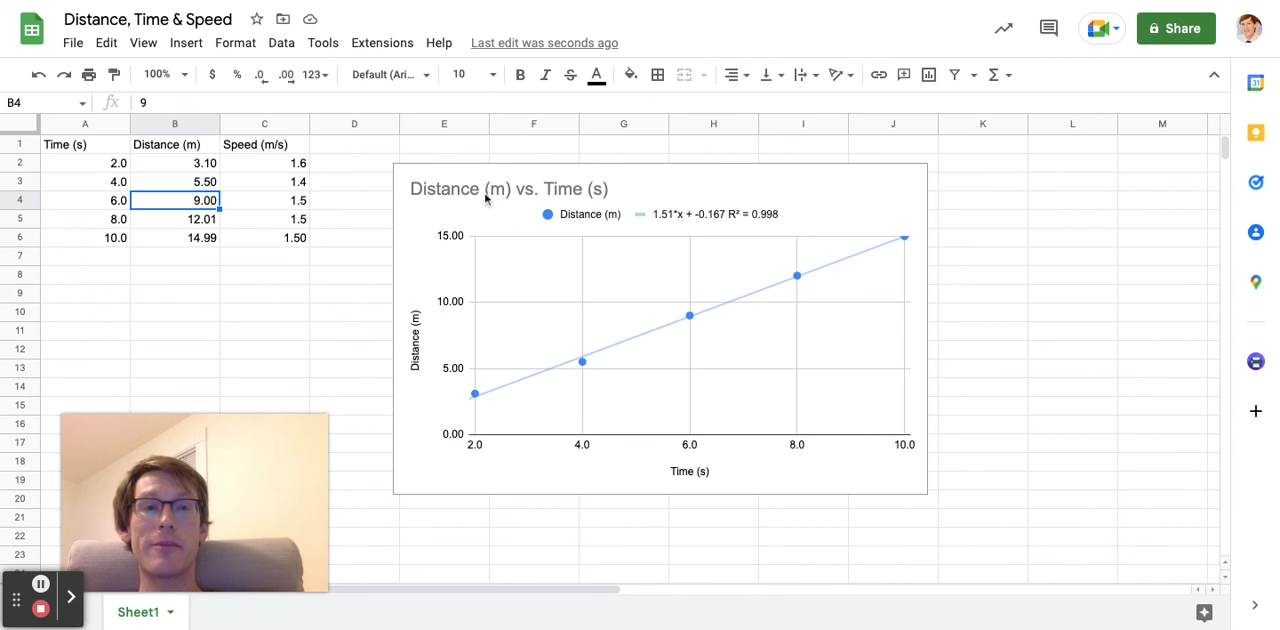 Distance, Time & Speed
File Edit View Insert Format Data Tools Extensions Help Last edit was seconds ago
Share
100% $ % .0 .00 123 Default (Ari... 10 B I S A
B4 fx 9
A B C D E F G H I J K L M
1 Time (s) Distance (m) Speed (m/s)
2 2.0 3.10 1.6
3 4.0 5.50 1.4
4 6.0 9.00 1.5
5 8.0 12.01 1.5
6 10.0 14.99 1.50
7
8
9
10
11
12
13
14
15
16
17
18
19
20
21
22
23
Distance (m) vs. Time (s)
Distance (m) 1.51*x + -0.167 R² = 0.998
15.00
10.00
5.00
0.00
Distance (m)
2.0 4.0 6.0 8.0 10.0
Time (s)
Sheet1
31